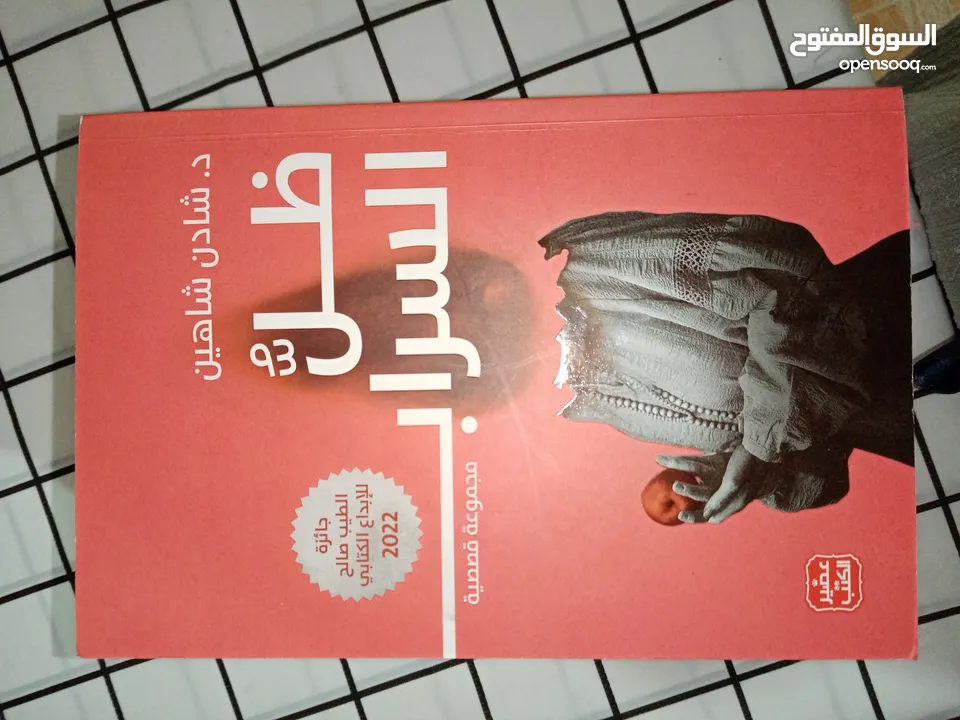 السوق المفتوح
opensooq.com
د. شادن شاهين
ظلُّ
السراب
مجموعة قصصية
جائزة
الطيب صالح
للإبداع الكتابي
2022
عصير
الكتب